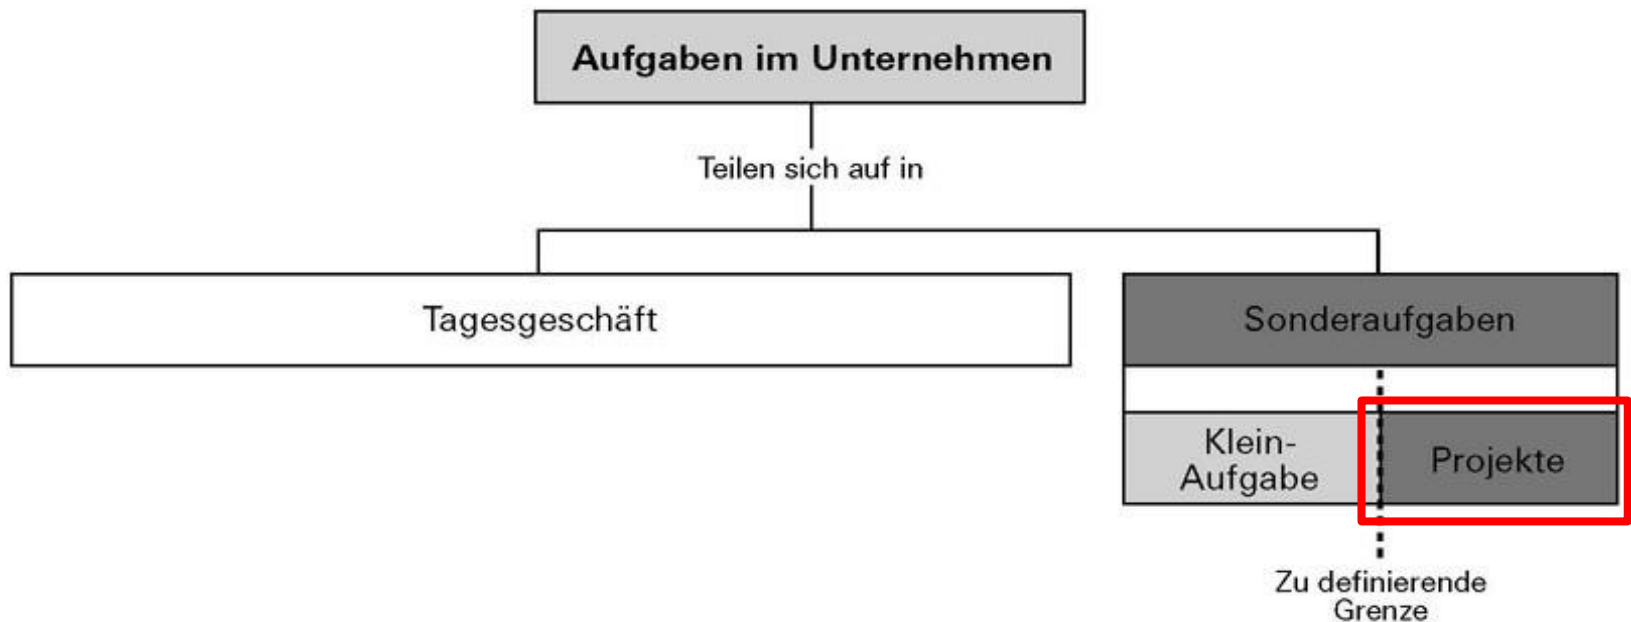 Aufgaben im Unternehmen
Teilen sich auf in
Tagesgeschäft
Sonderaufgaben
Klein-
Aufgabe
Projekte
Zu definierende
Grenze